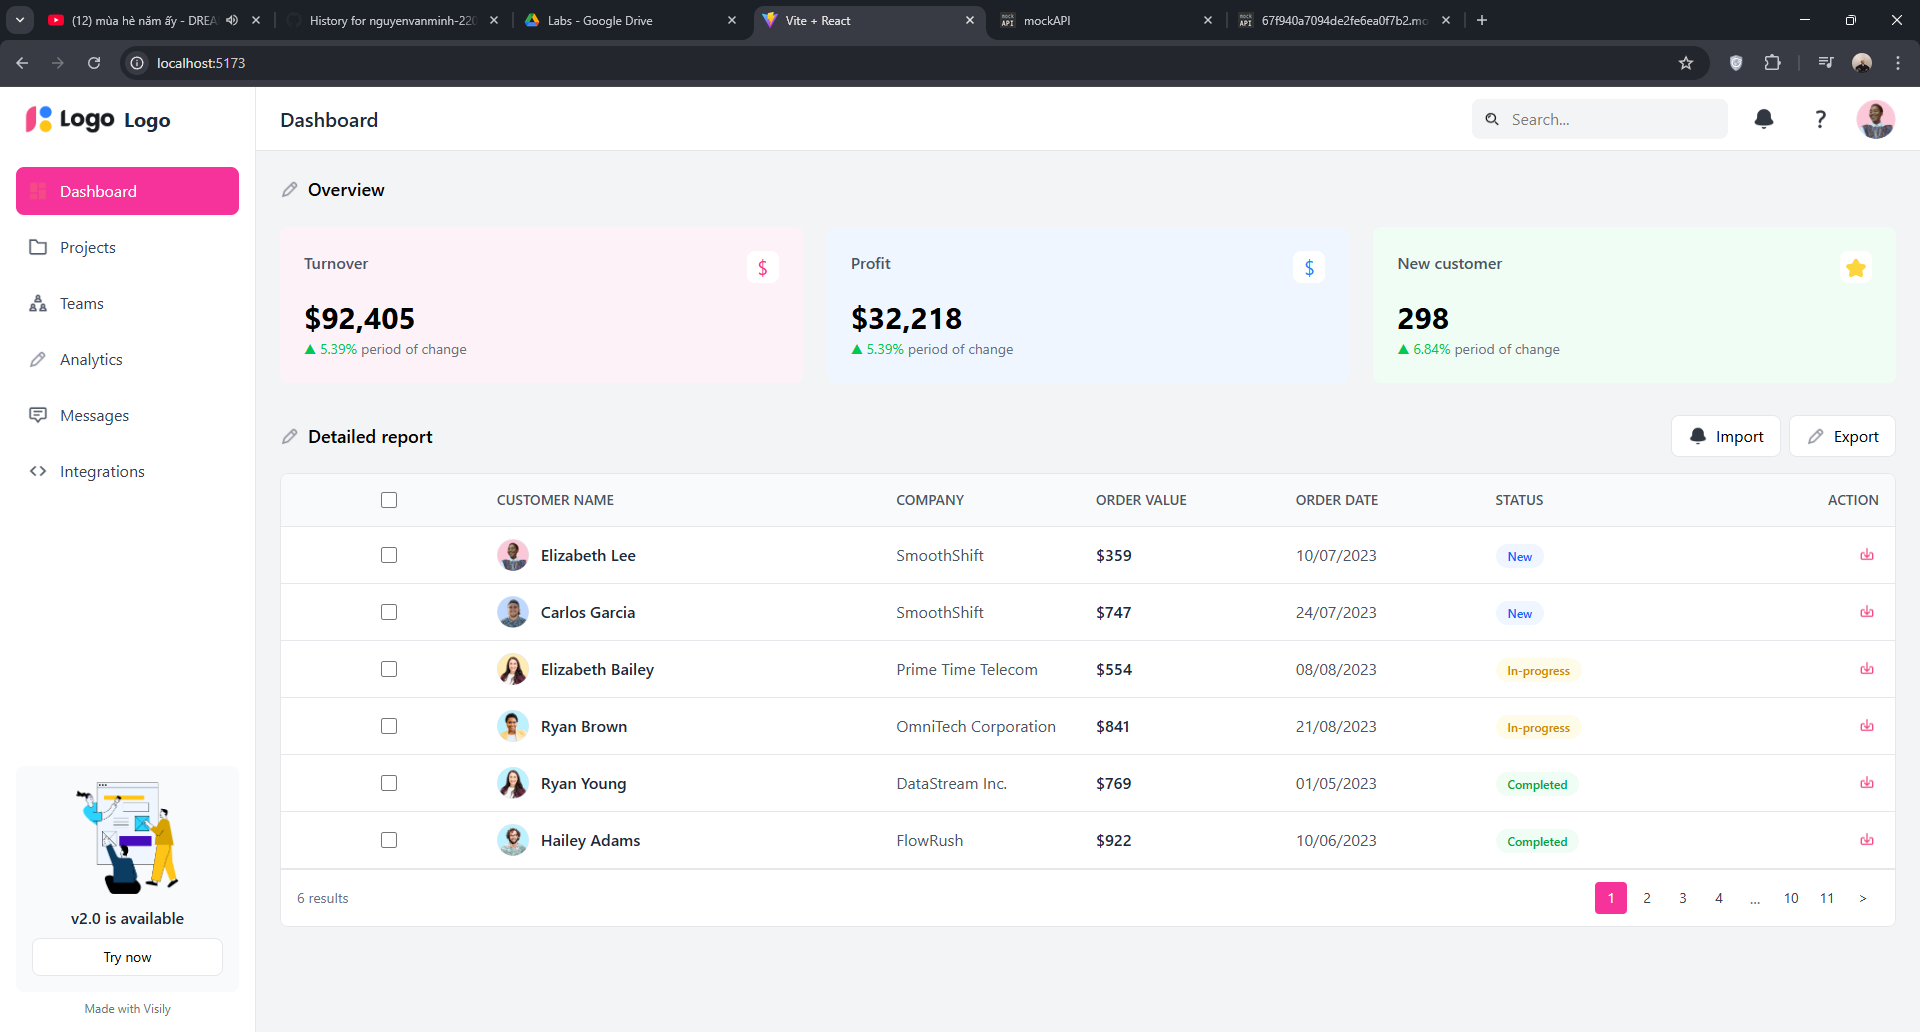 (12) mùa hè năm ấy - DREA
History for nguyenvanminh-220
Labs - Google Drive
Vite + React
mock API
mockAPI
mock API
67f940a7094de2fe6ea0f7b2.mo
localhost:5173
Logo Logo
Dashboard
Search...
?
Dashboard
Projects
Teams
Analytics
Messages
Integrations
v2.0 is available
Try now
Made with Visily
Overview
Turnover
$
$92,405
▲ 5.39% period of change
Profit
$
$32,218
▲ 5.39% period of change
New customer
298
▲ 6.84% period of change
Detailed report
Import
Export
CUSTOMER NAME COMPANY ORDER VALUE ORDER DATE STATUS ACTION
Elizabeth Lee SmoothShift $359 10/07/2023 New
Carlos Garcia SmoothShift $747 24/07/2023 New
Elizabeth Bailey Prime Time Telecom $554 08/08/2023 In-progress
Ryan Brown OmniTech Corporation $841 21/08/2023 In-progress
Ryan Young DataStream Inc. $769 01/05/2023 Completed
Hailey Adams FlowRush $922 10/06/2023 Completed
6 results
1 2 3 4 ... 10 11 >